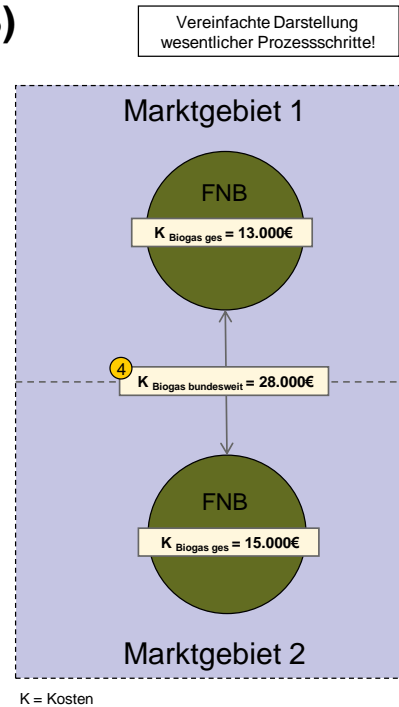 )
Vereinfachte Darstellung
wesentlicher Prozessschritte!
Marktgebiet 1
FNB
K Biogas ges = 13.000€
4
K Biogas bundesweit = 28.000€
FNB
K Biogas ges = 15.000€
Marktgebiet 2
K = Kosten